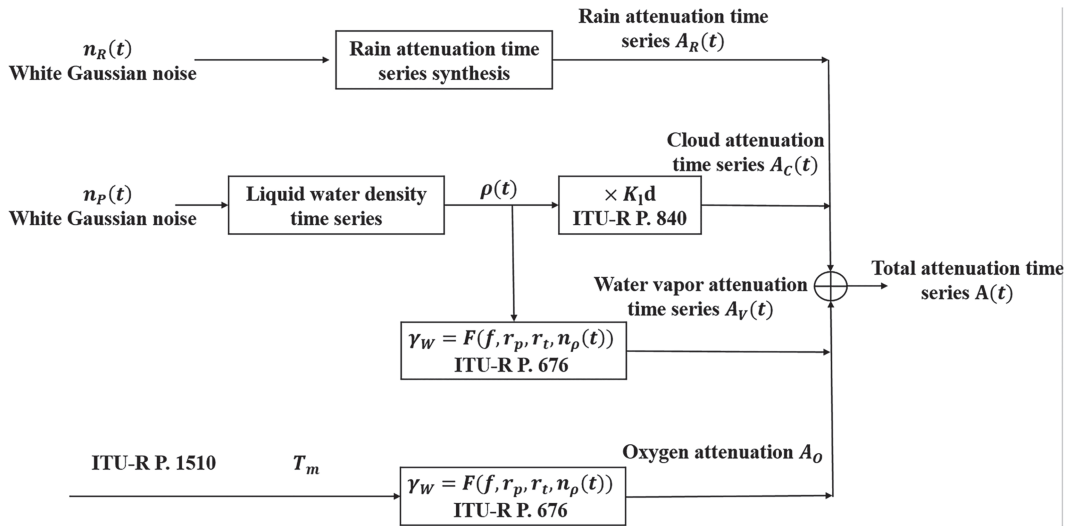 n_R(t)
White Gaussian noise
Rain attenuation time
series synthesis
Rain attenuation time
series A_R(t)
n_P(t)
White Gaussian noise
Liquid water density
time series
ρ(t)
× K_l d
ITU-R P. 840
Cloud attenuation
time series A_C(t)
Water vapor attenuation
time series A_V(t)
Total attenuation time
series A(t)
γ_W = F(f, r_p, r_t, n_ρ(t))
ITU-R P. 676
ITU-R P. 1510
T_m
γ_W = F(f, r_p, r_t, n_ρ(t))
ITU-R P. 676
Oxygen attenuation A_O